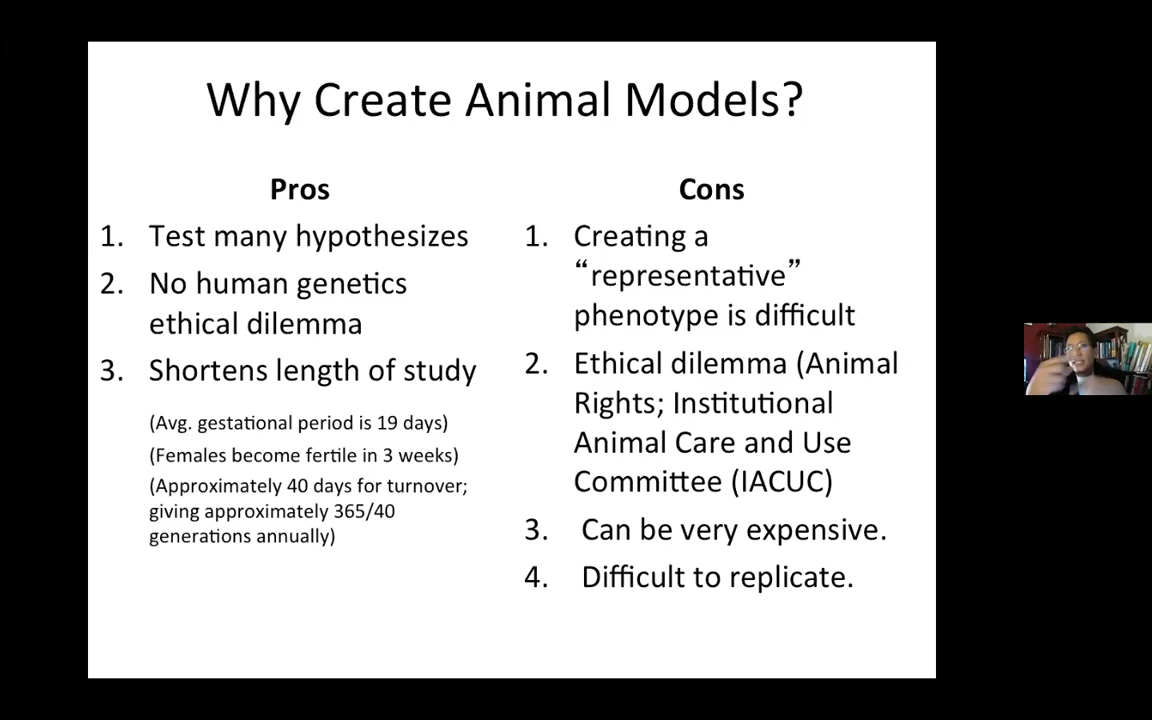 Why Create Animal Models?
Pros
1. Test many hypothesizes
2. No human genetics
ethical dilemma
3. Shortens length of study
(Avg. gestational period is 19 days)
(Females become fertile in 3 weeks)
(Approximately 40 days for turnover;
giving approximately 365/40
generations annually)
Cons
1. Creating a
“representative”
phenotype is difficult
2. Ethical dilemma (Animal
Rights; Institutional
Animal Care and Use
Committee (IACUC)
3. Can be very expensive.
4. Difficult to replicate.